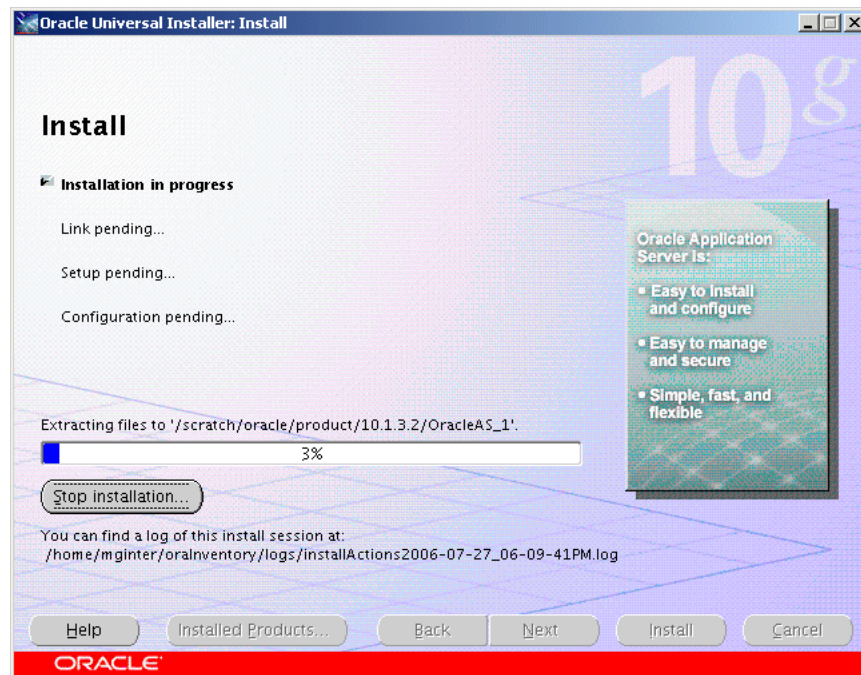 Oracle Universal Installer: Install
10g
Install
Installation in progress
Link pending...
Setup pending...
Configuration pending...
Oracle Application
Server is:
• Easy to install
and configure
• Easy to manage
and secure
• Simple, fast, and
flexible
Extracting files to '/scratch/oracle/product/10.1.3.2/OracleAS_1'.
3%
Stop installation...
You can find a log of this install session at:
/home/mginter/oraInventory/logs/installActions2006-07-27_06-09-41PM.log
Help
Installed Products...
Back
Next
Install
Cancel
ORACLE